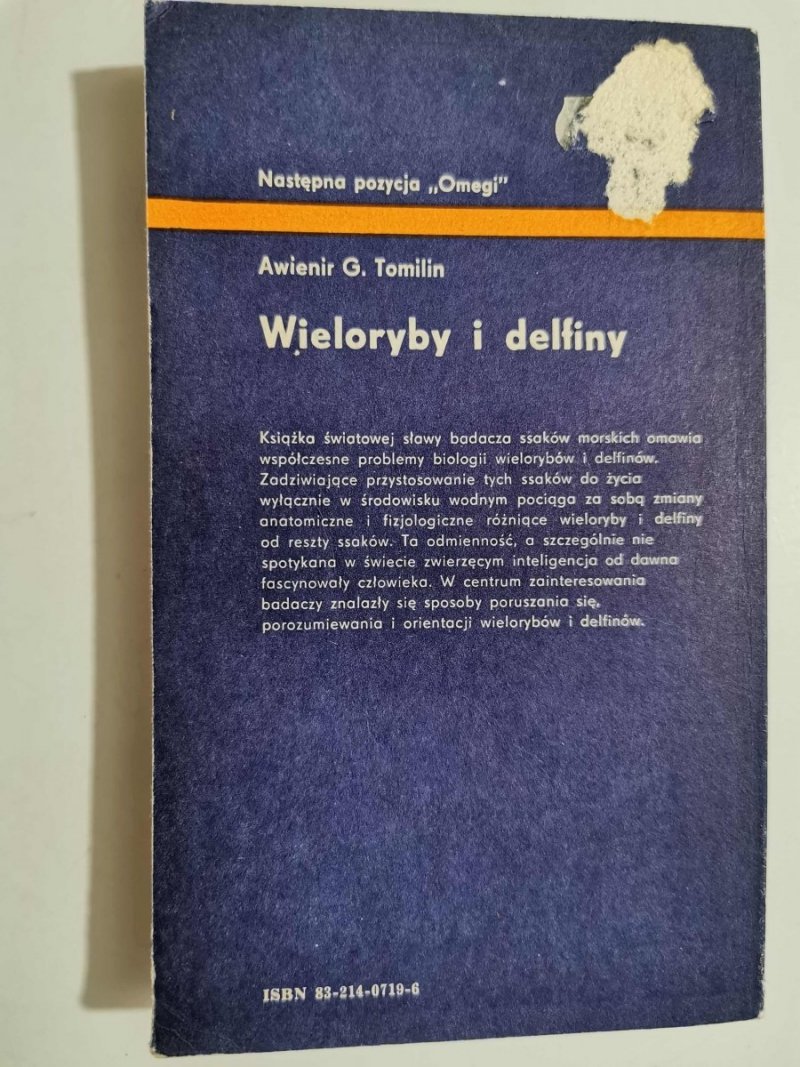 Następna pozycja „Omegi”
Awienir G. Tomilin
Wieloryby i delfiny
Książka światowej sławy badacza ssaków morskich omawia
współczesne problemy biologii wielorybów i delfinów.
Zadziwiające przystosowanie tych ssaków do życia
wyłącznie w środowisku wodnym pociąga za sobą zmiany
anatomiczne i fizjologiczne różniące wieloryby i delfiny
od reszty ssaków. Ta odmienność, a szczególnie nie
spotykana w świecie zwierzęcym inteligencja od dawna
fascynowały człowieka. W centrum zainteresowania
badaczy znalazły się sposoby poruszania się,
porozumiewania i orientacji wielorybów i delfinów.
ISBN 83-214-0719-6